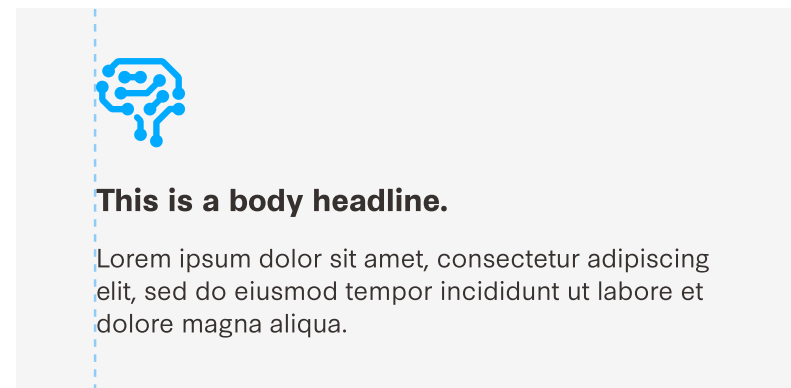 This is a body headline.
Lorem ipsum dolor sit amet, consectetur adipiscing
elit, sed do eiusmod tempor incididunt ut labore et
dolore magna aliqua.